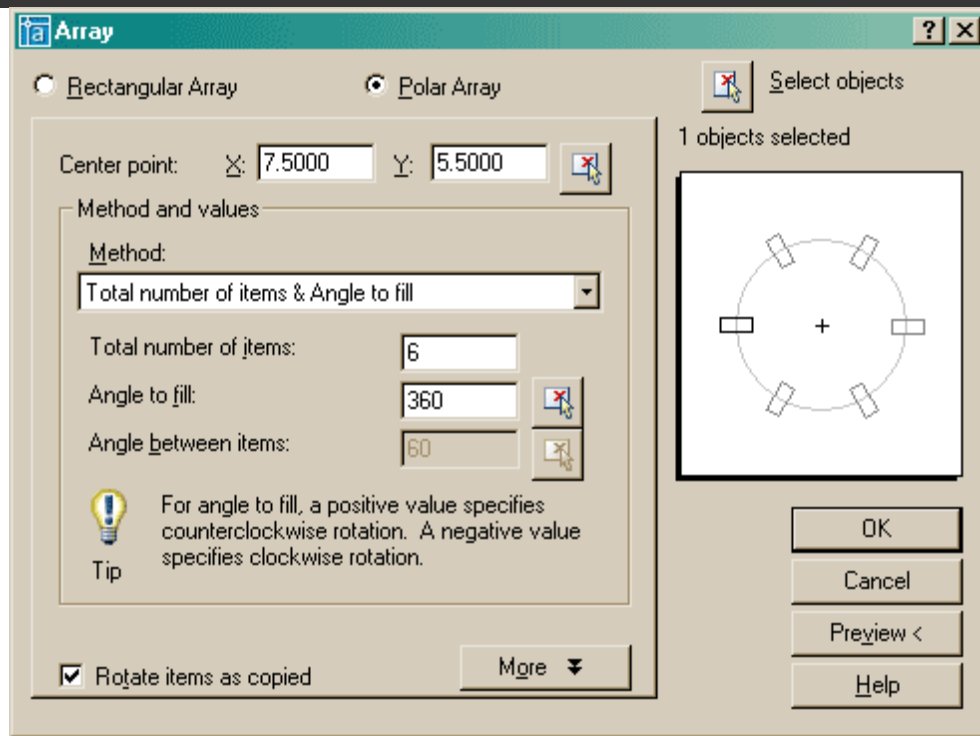 Array
Rectangular Array
Polar Array
Select objects
1 objects selected
Center point: X: 7.5000 Y: 5.5000
Method and values
Method:
Total number of items & Angle to fill
Total number of items: 6
Angle to fill: 360
Angle between items: 60
For angle to fill, a positive value specifies
counterclockwise rotation. A negative value
specifies clockwise rotation.
Tip
Rotate items as copied
More
OK
Cancel
Preview <
Help